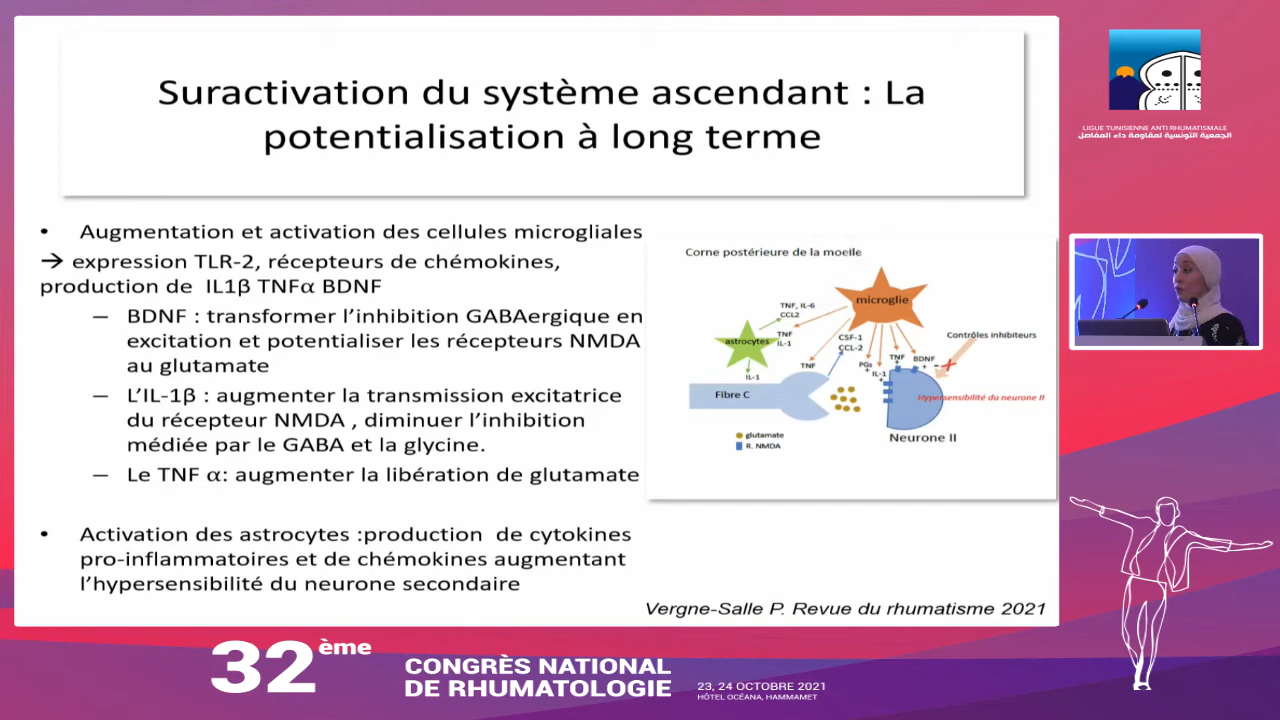 Suractivation du système ascendant : La
potentialisation à long terme
• Augmentation et activation des cellules microgliales
→ expression TLR-2, récepteurs de chémokines,
production de IL1β TNFα BDNF
– BDNF : transformer l’inhibition GABAergique en
excitation et potentialiser les récepteurs NMDA
au glutamate
– L’IL-1β : augmenter la transmission excitatrice
du récepteur NMDA , diminuer l’inhibition
médiée par le GABA et la glycine.
– Le TNF α: augmenter la libération de glutamate
• Activation des astrocytes :production de cytokines
pro-inflammatoires et de chémokines augmentant
l’hypersensibilité du neurone secondaire
Corne postérieure de la moelle
microglie
TNF, IL-6
CCL2
astrocytes
TNF
IL-1
IL-1
TNF
CSF-1
CCL-2
PGs
+
IL-1
+
TNF
+
BDNF
+
-
Contrôles inhibiteurs
Fibre C
Hypersensibilité du neurone II
Neurone II
glutamate
R. NMDA
Vergne-Salle P. Revue du rhumatisme 2021
LIGUE TUNISIENNE ANTI RHUMATISMALE
الجمعية التونسية لمقاومة داء المفاصل
32ème
CONGRÈS NATIONAL
DE RHUMATOLOGIE
23, 24 OCTOBRE 2021
HÔTEL OCÉANA, HAMMAMET